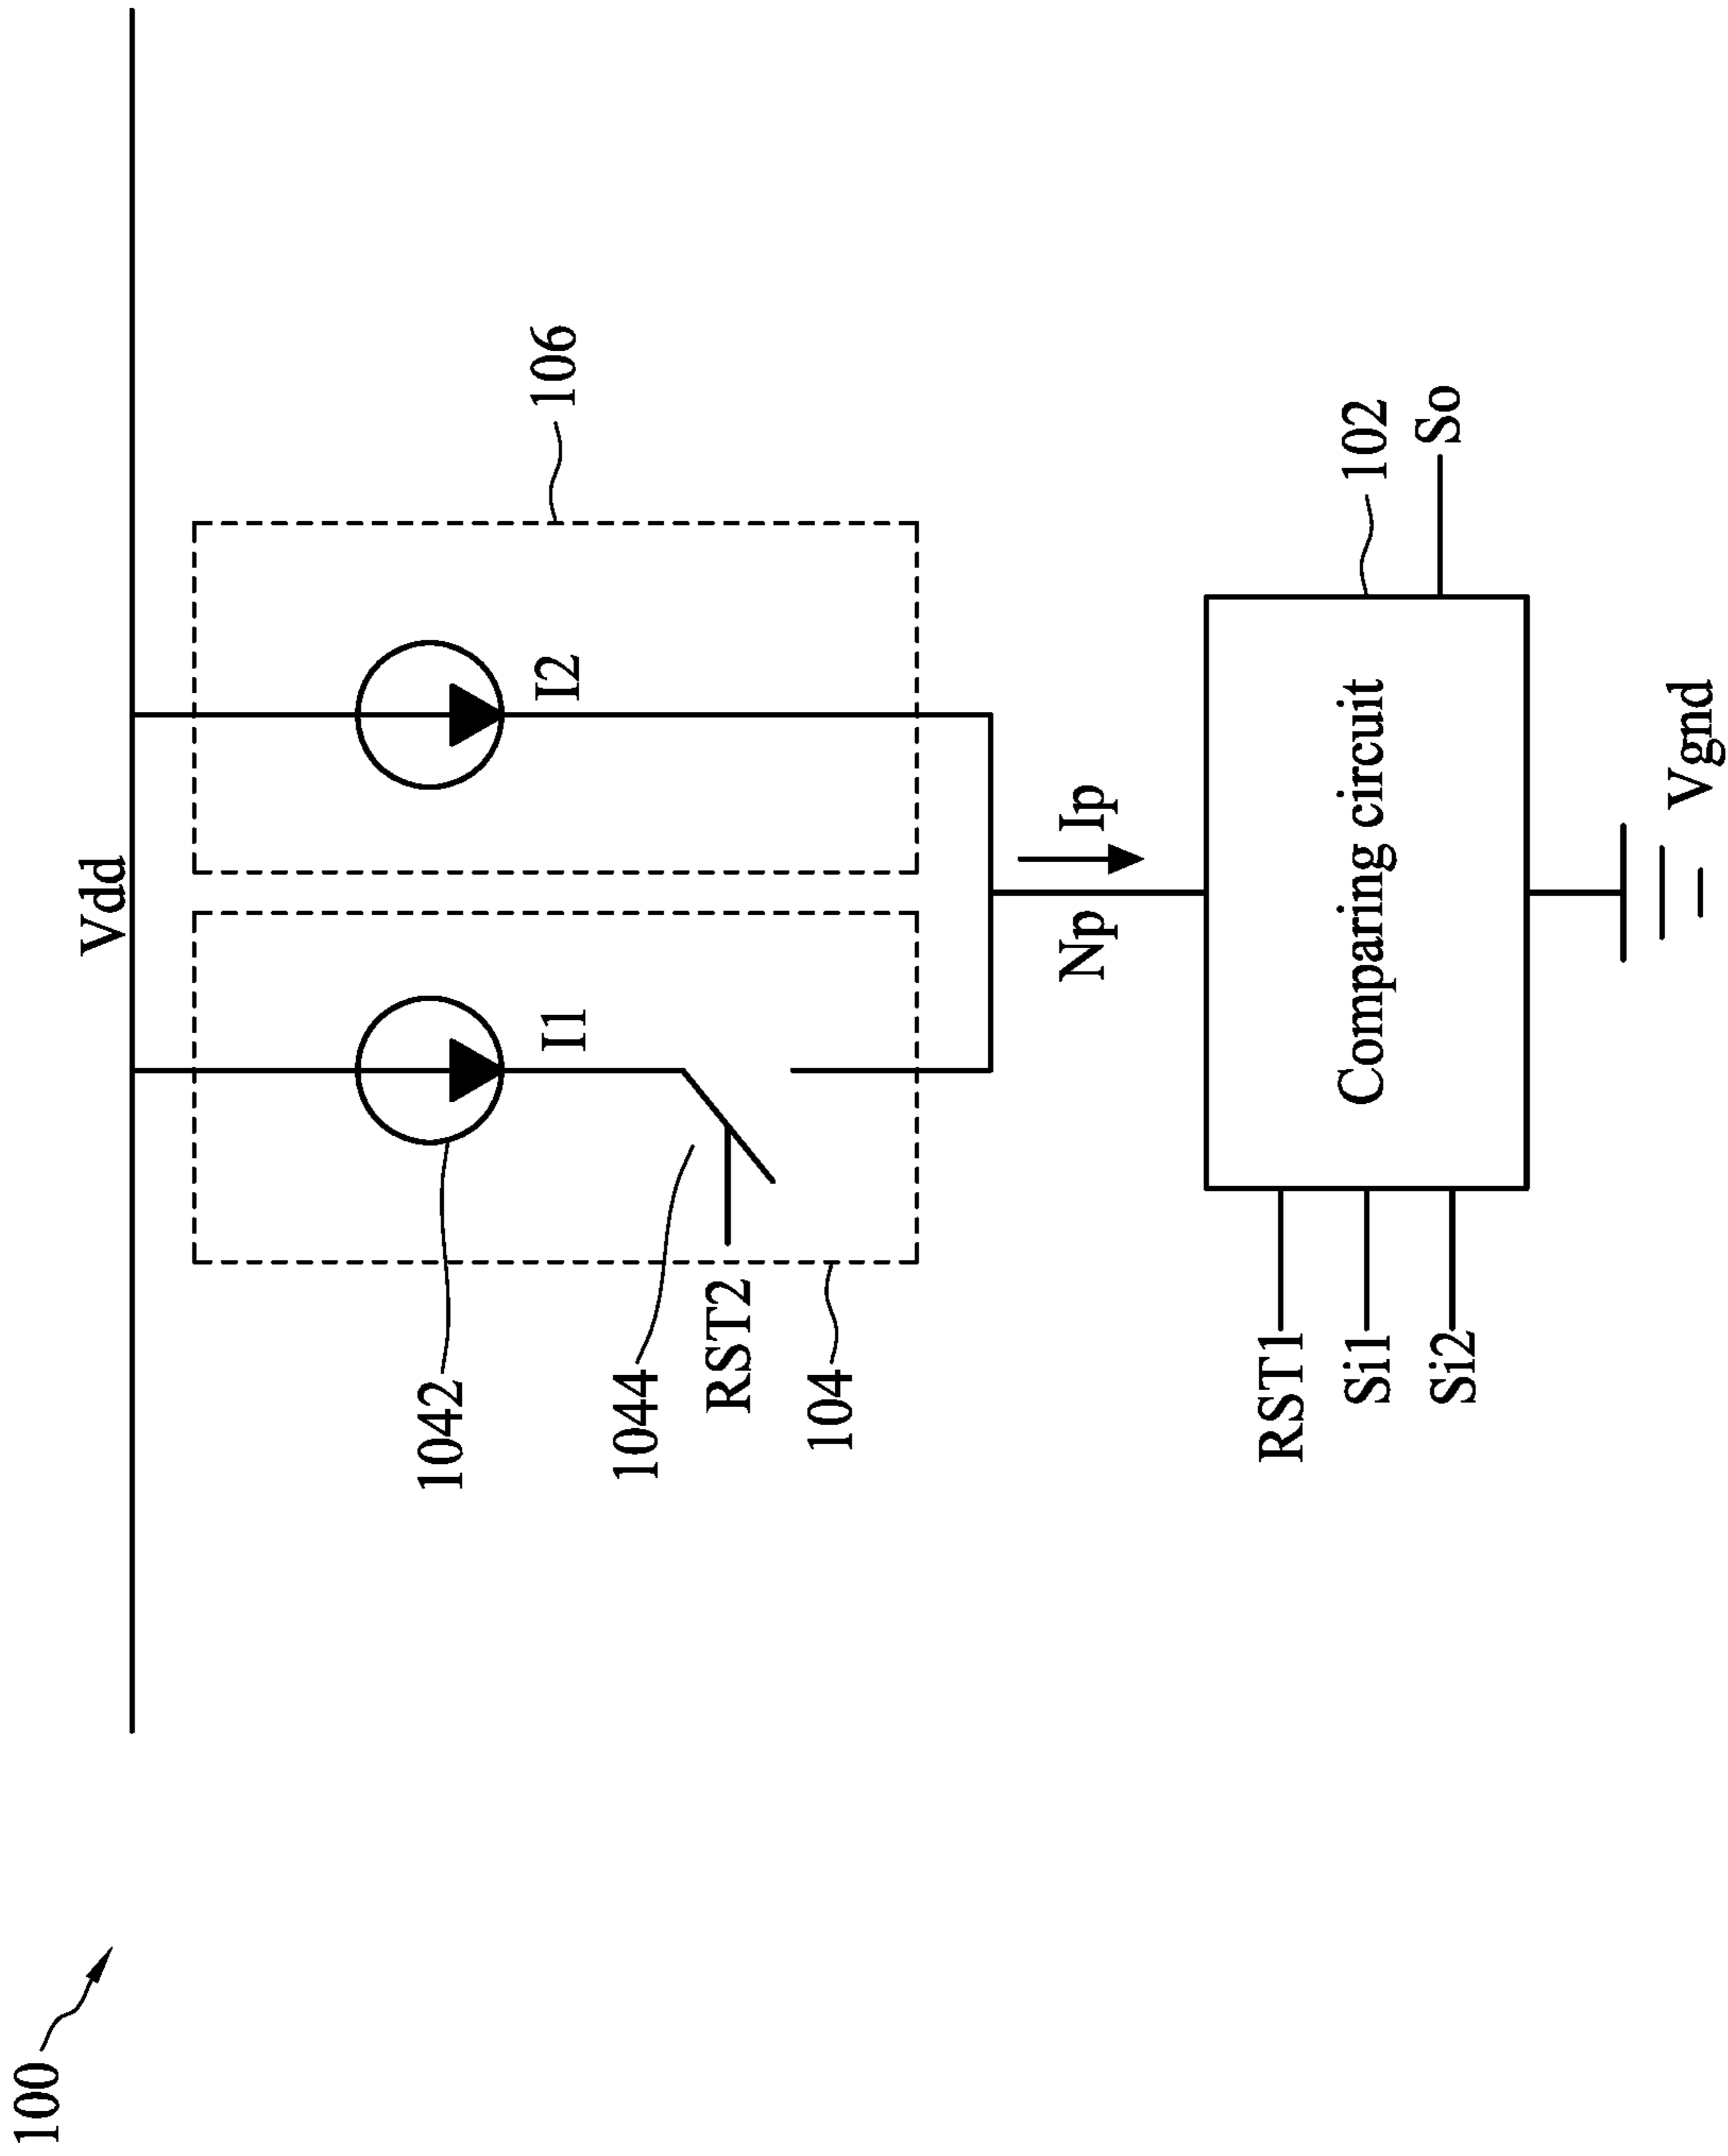 100
Vdd
1042
I1
I2
106
1044
RST2
104
Np
Ip
RST1
Si1
Si2
Comparing circuit
102
So
Vgnd